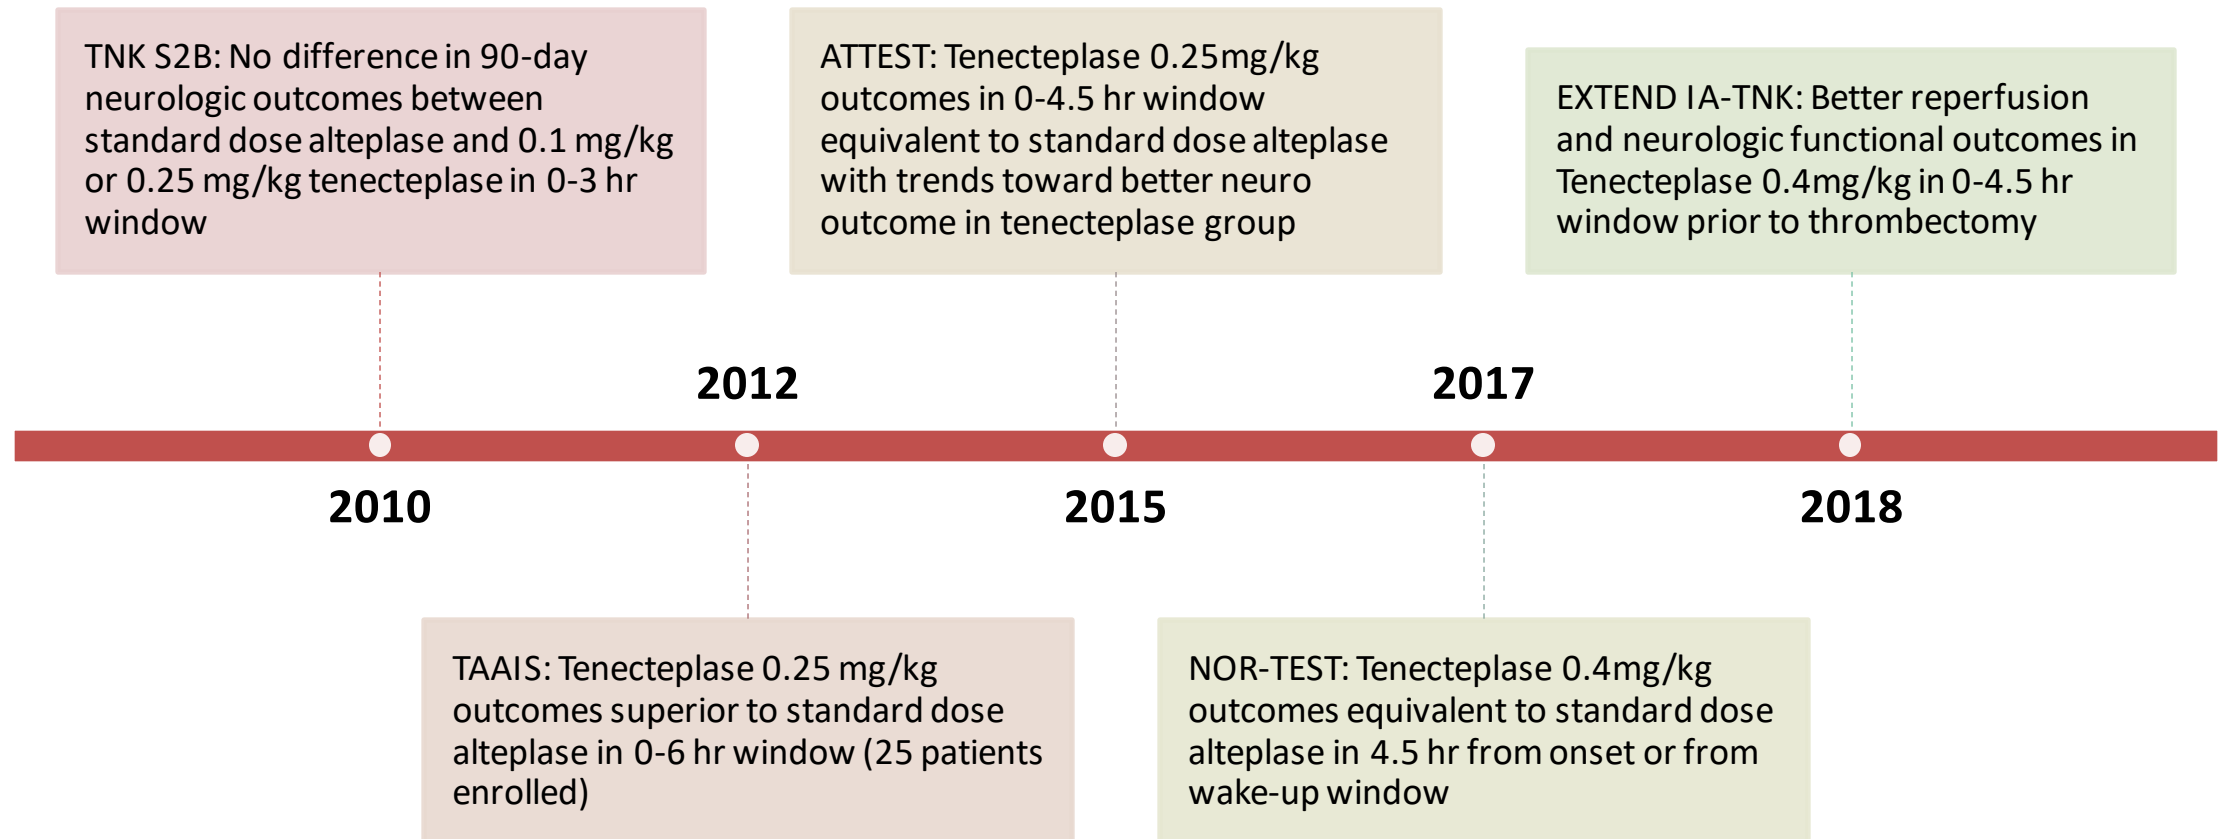 TNK S2B: No difference in 90-day
neurologic outcomes between
standard dose alteplase and 0.1 mg/kg
or 0.25 mg/kg tenecteplase in 0-3 hr
window
ATTEST: Tenecteplase 0.25mg/kg
outcomes in 0-4.5 hr window
equivalent to standard dose alteplase
with trends toward better neuro
outcome in tenecteplase group
EXTEND IA-TNK: Better reperfusion
and neurologic functional outcomes in
Tenecteplase 0.4mg/kg in 0-4.5 hr
window prior to thrombectomy
2012
2017
2010
2015
2018
TAAIS: Tenecteplase 0.25 mg/kg
outcomes superior to standard dose
alteplase in 0-6 hr window (25 patients
enrolled)
NOR-TEST: Tenecteplase 0.4mg/kg
outcomes equivalent to standard dose
alteplase in 4.5 hr from onset or from
wake-up window